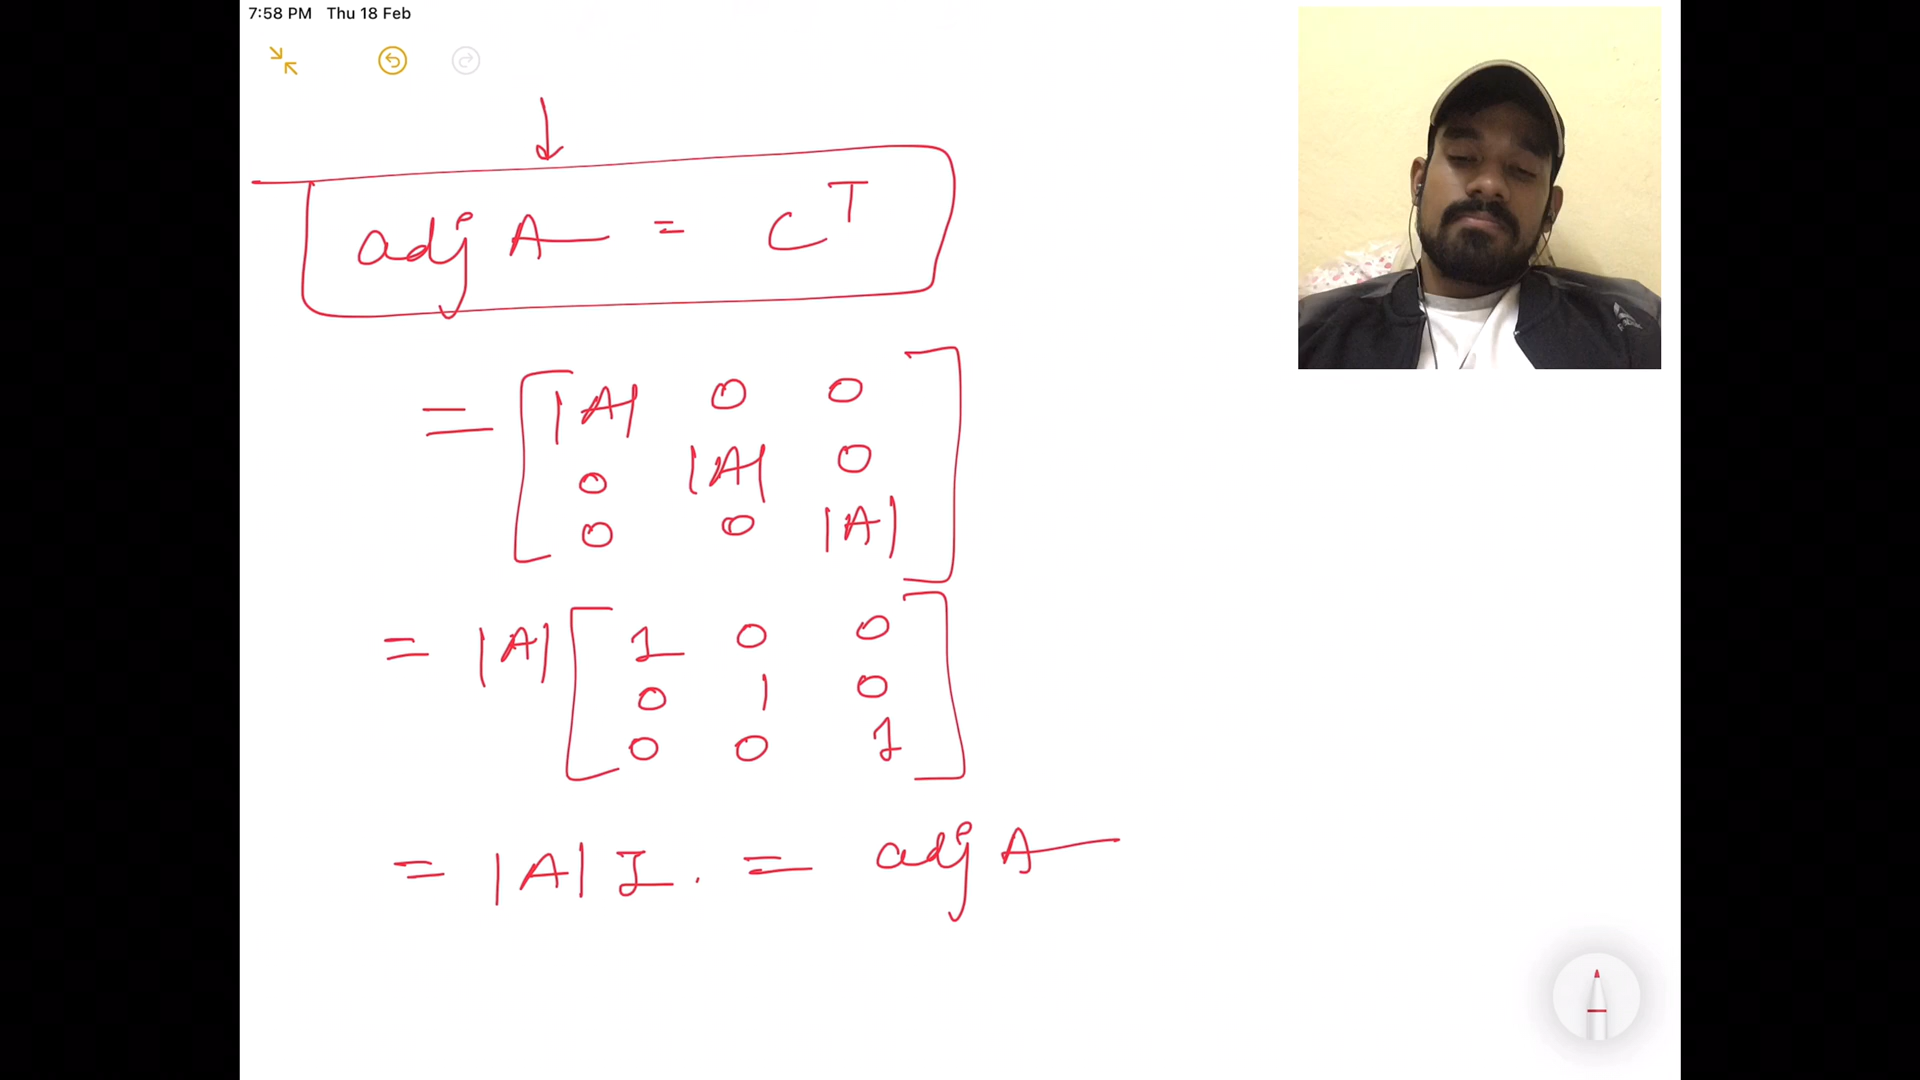 7:58 PM Thu 18 Feb
adj A = C^T
= [ |A| 0 0
0 |A| 0
0 0 |A| ]
= |A| [ 1 0 0
0 1 0
0 0 1 ]
= |A| I . = adj A